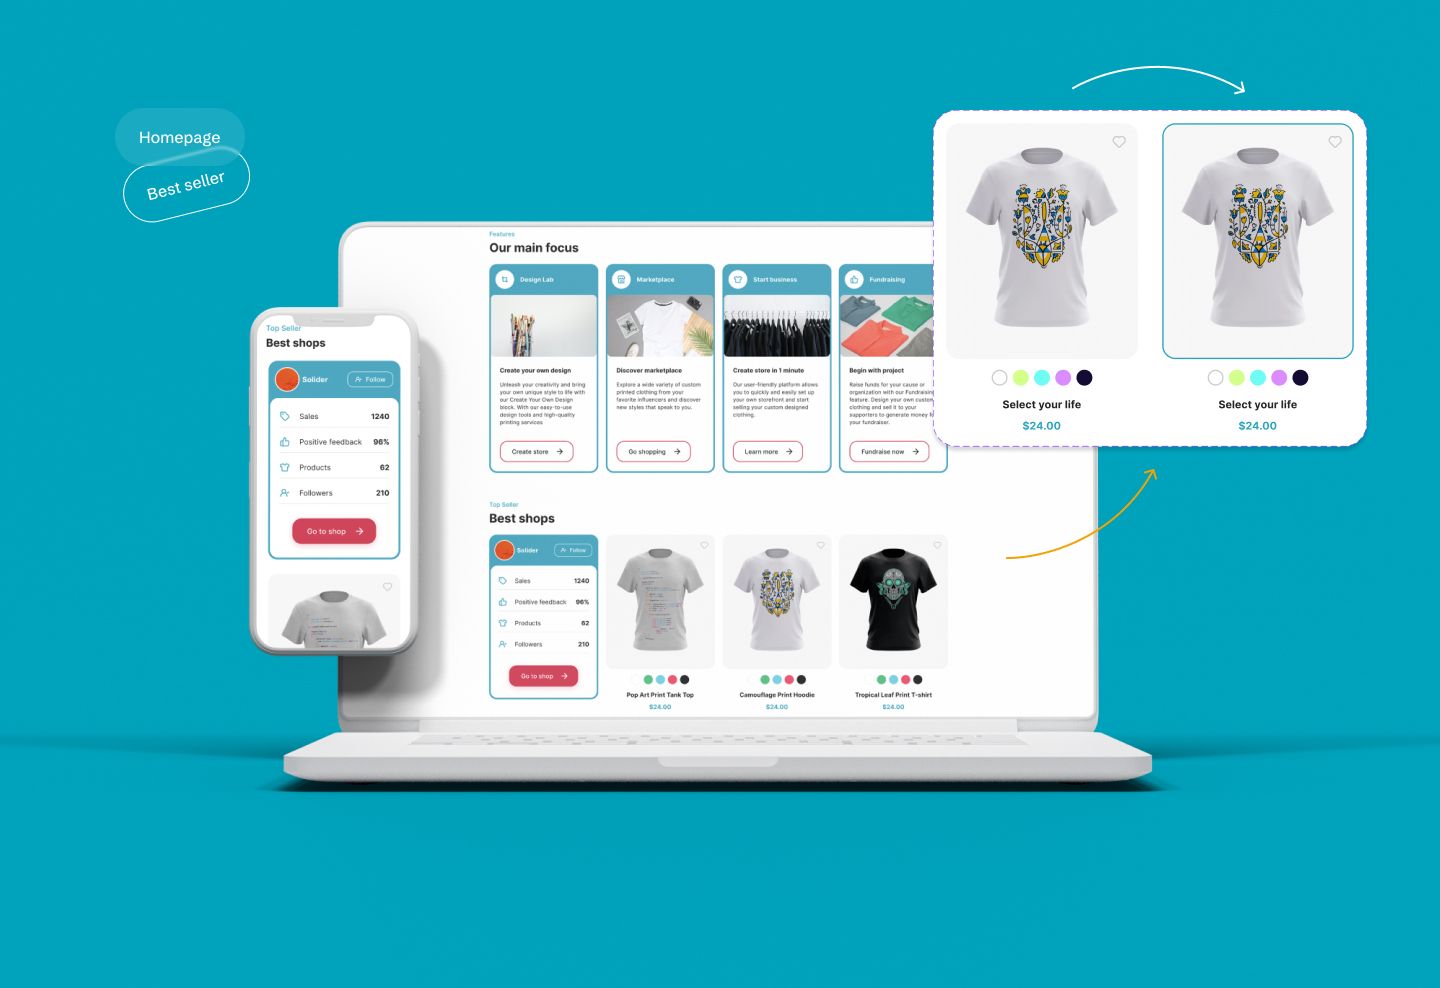 Homepage
Best seller
Features
Our main focus
Design Lab
Create your own design
Unleash your creativity and bring
your own unique style to life with
our Create Your Own Design
block. With our easy-to-use
design tools and high-quality
printing services
Create store
Marketplace
Discover marketplace
Explore a wide variety of custom
printed clothing from your
favorite influencers and discover
new styles that speak to you.
Go shopping
Start business
Create store in 1 minute
Our user-friendly platform allows
you to quickly and easily set up
your own storefront and start
selling your custom designed
clothing.
Learn more
Fundraising
Begin with project
Raise funds for your cause or
organization with our Fundraising
feature. Design your own custom
clothing and sell it to your
supporters to generate money
your fundraiser.
Fundraise now
Top Seller
Best shops
Solider
Follow
Sales 1240
Positive feedback 96%
Products 62
Followers 210
Go to shop
Pop Art Print Tank Top
$24.00
Camouflage Print Hoodie
$24.00
Tropical Leaf Print T-shirt
$24.00
Top Seller
Best shops
Solider
Follow
Sales 1240
Positive feedback 96%
Products 62
Followers 210
Go to shop
Select your life
$24.00
Select your life
$24.00